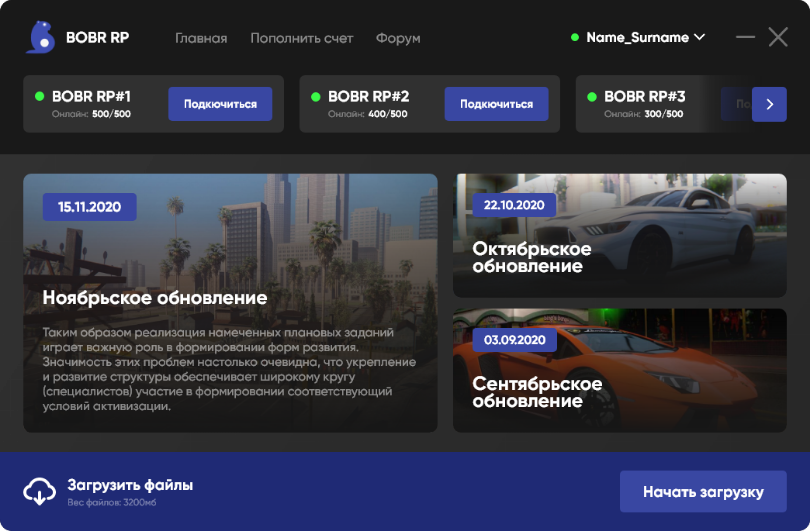 BOBR RP
Главная Пополнить счет Форум
Name_Surname
BOBR RP#1
Онлайн: 500/500
Подкючиться
BOBR RP#2
Онлайн: 400/500
Подкючиться
BOBR RP#3
Онлайн: 300/500
15.11.2020
Ноябрьское обновление
Таким образом реализация намеченных плановых заданий
играет важную роль в формировании форм развития.
Значимость этих проблем настолько очевидна, что укрепление
и развитие структуры обеспечивает широкому кругу
(специалистов) участие в формировании соответствующий
условий активизации.
22.10.2020
Октябрьское
обновление
03.09.2020
Сентябрьское
обновление
Загрузить файлы
Вес файлов: 3200мб
Начать загрузку